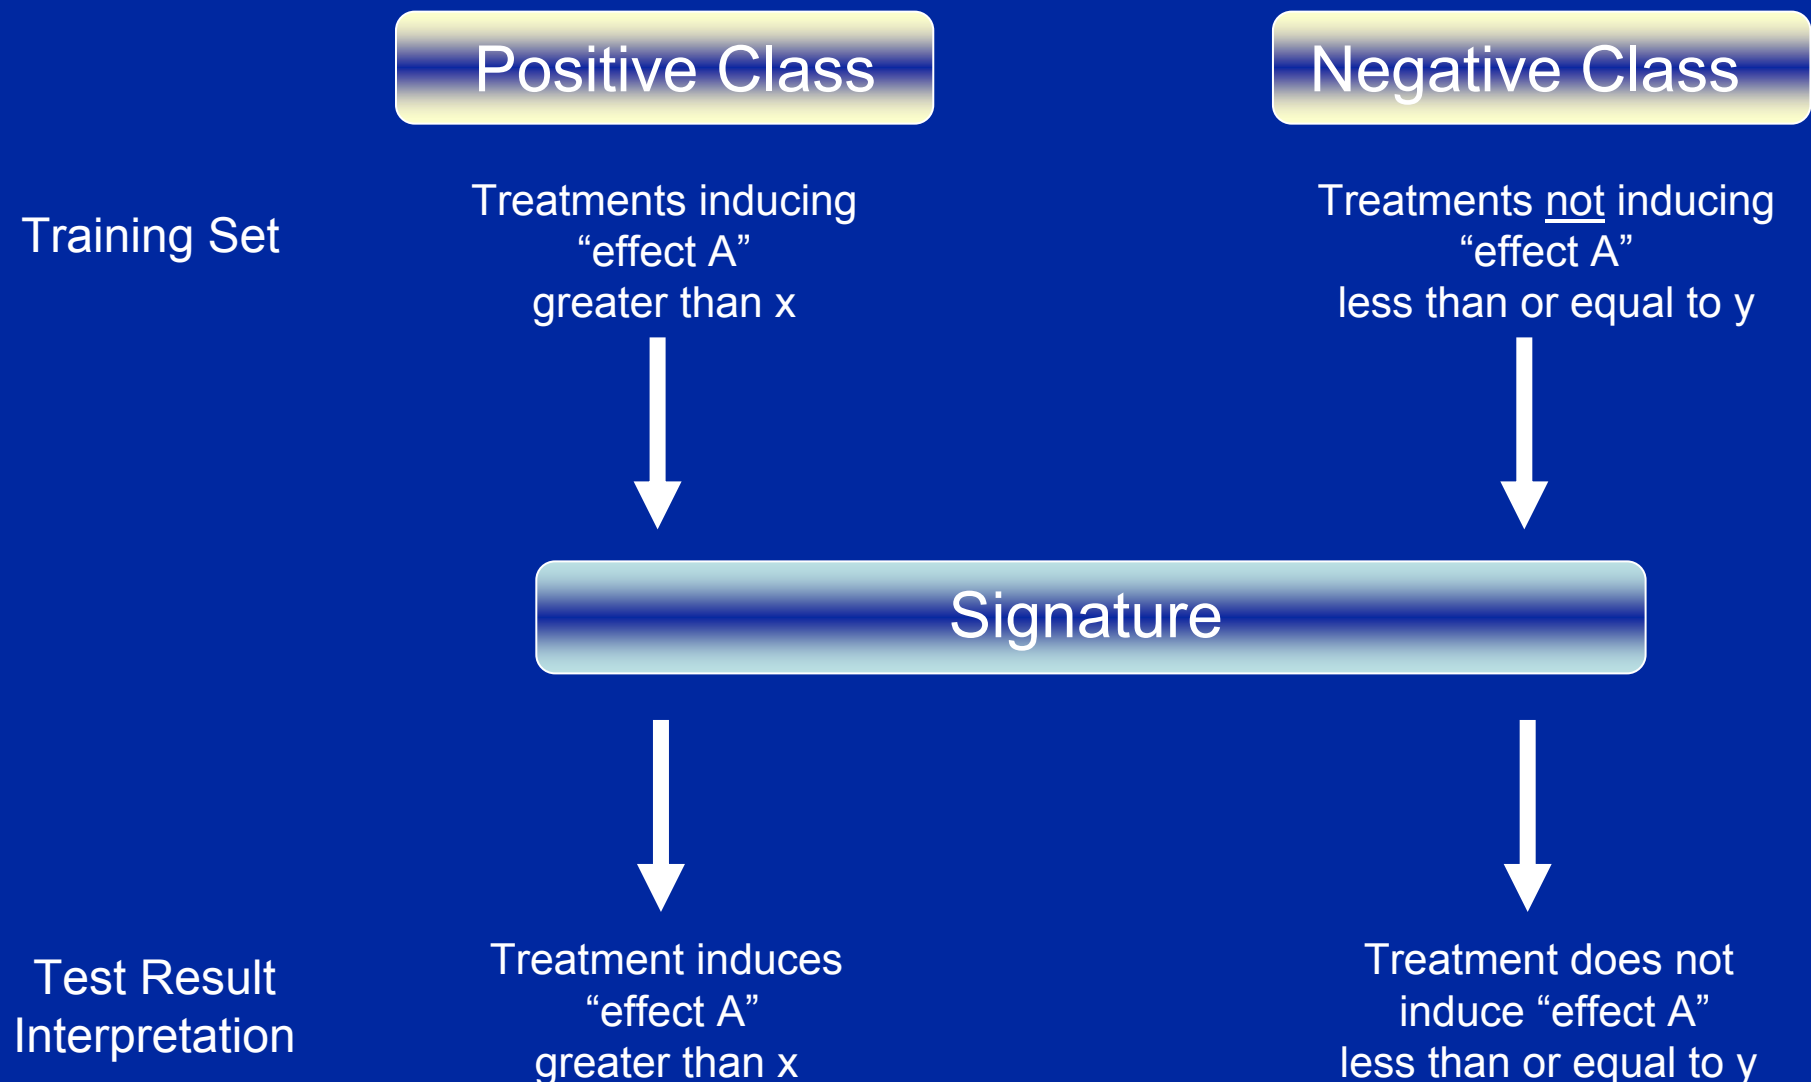 Positive Class
Negative Class
Training Set
Treatments inducing
“effect A”
greater than x
Treatments not inducing
“effect A”
less than or equal to y
Signature
Test Result
Interpretation
Treatment induces
“effect A”
greater than x
Treatment does not
induce “effect A”
less than or equal to y